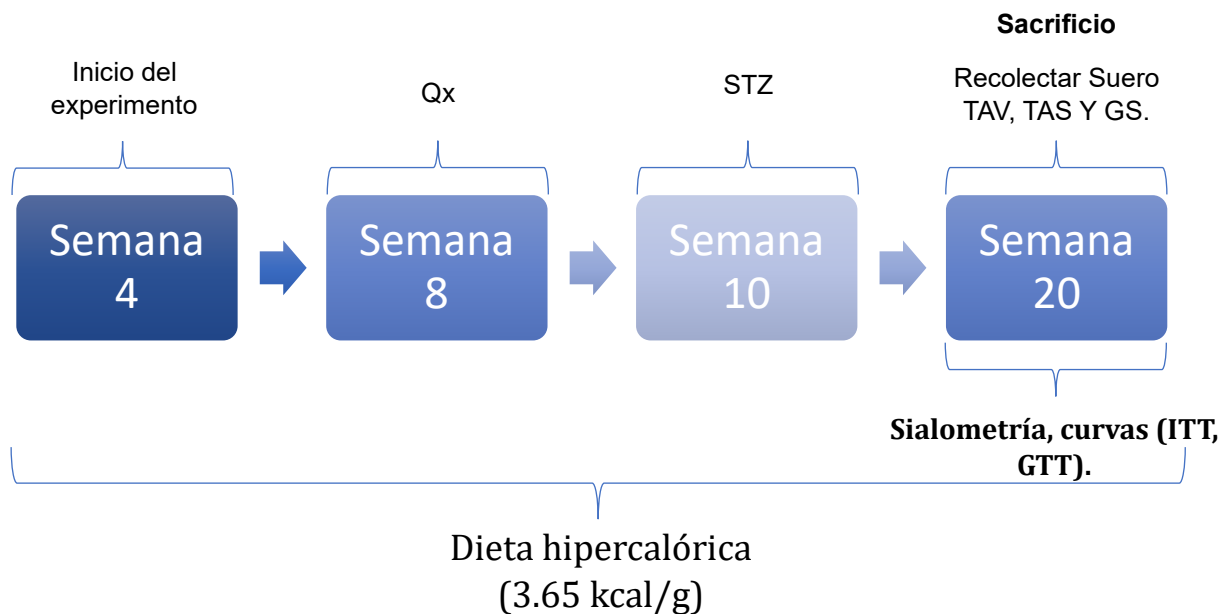 Inicio del
experimento
Qx
STZ
Sacrificio
Recolectar Suero
TAV, TAS Y GS.
Semana
4
Semana
8
Semana
10
Semana
20
Sialometría, curvas (ITT,
GTT).
Dieta hipercalórica
(3.65 kcal/g)